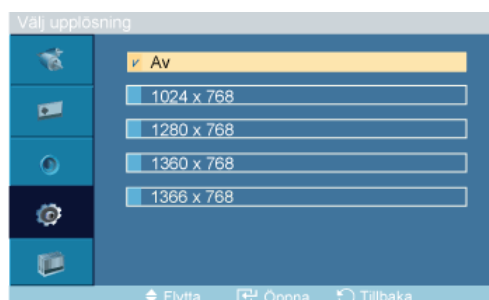 Välj upplösning
Av
1024 x 768
1280 x 768
1360 x 768
1366 x 768
Flytta Öppna Tillbaka